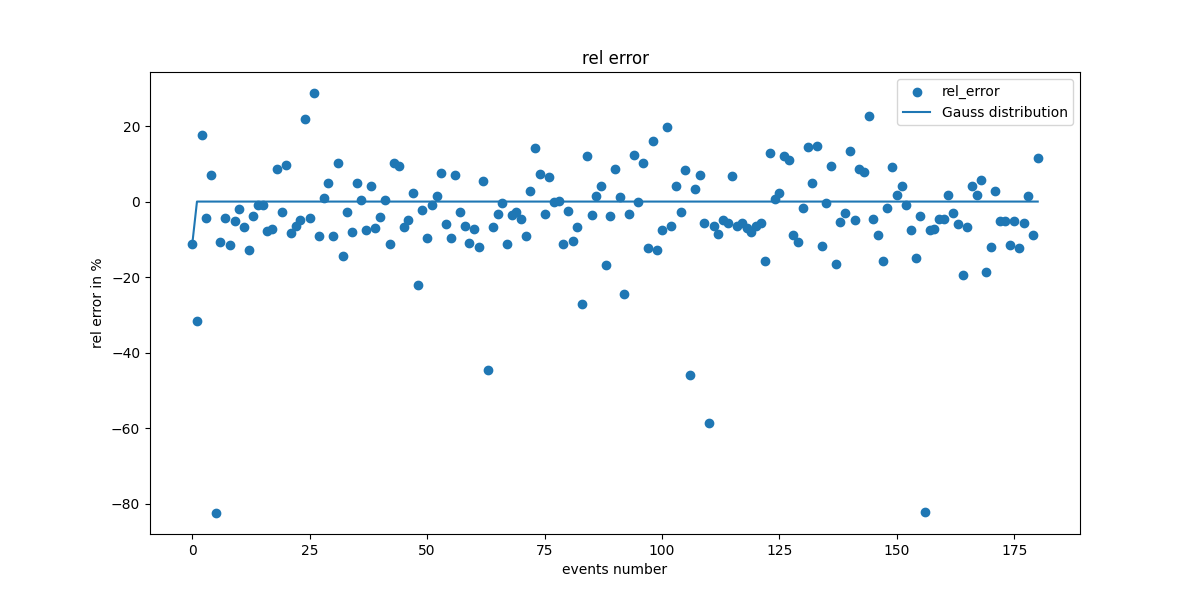 rel error
rel_error
Gauss distribution
20
0
−20
−40
−60
−80
rel error in %
0 25 50 75 100 125 150 175
events number